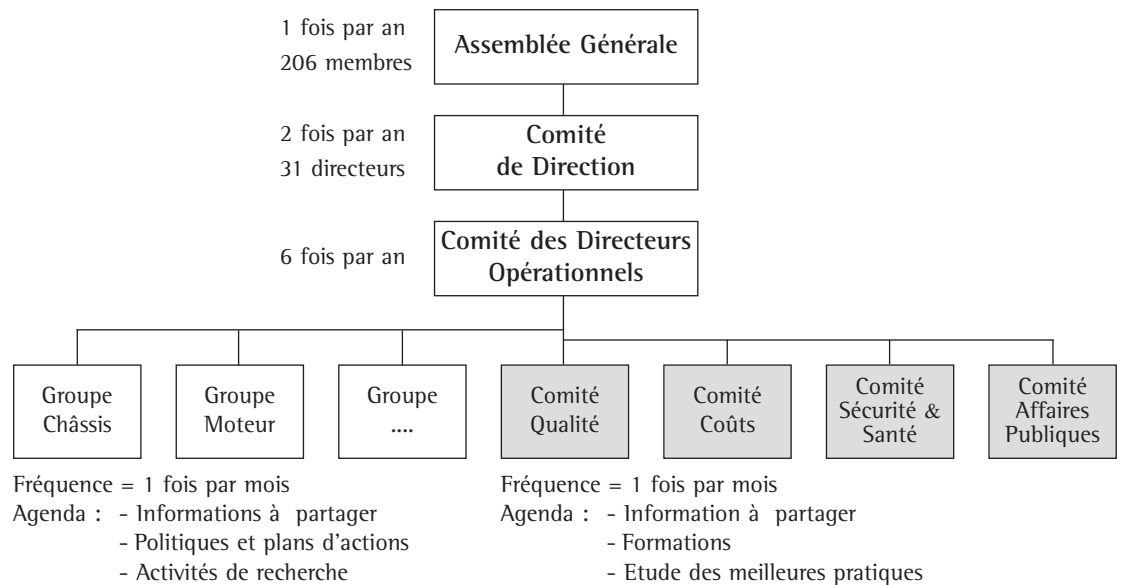 1 fois par an
206 membres
Assemblée Générale
2 fois par an
31 directeurs
Comité
de Direction
6 fois par an
Comité des Directeurs
Opérationnels
Groupe
Châssis
Groupe
Moteur
Groupe
....
Comité
Qualité
Comité
Coûts
Comité
Sécurité &
Santé
Comité
Affaires
Publiques
Fréquence = 1 fois par mois
Agenda : - Informations à partager
- Politiques et plans d'actions
- Activités de recherche
Fréquence = 1 fois par mois
Agenda : - Information à partager
- Formations
- Etude des meilleures pratiques